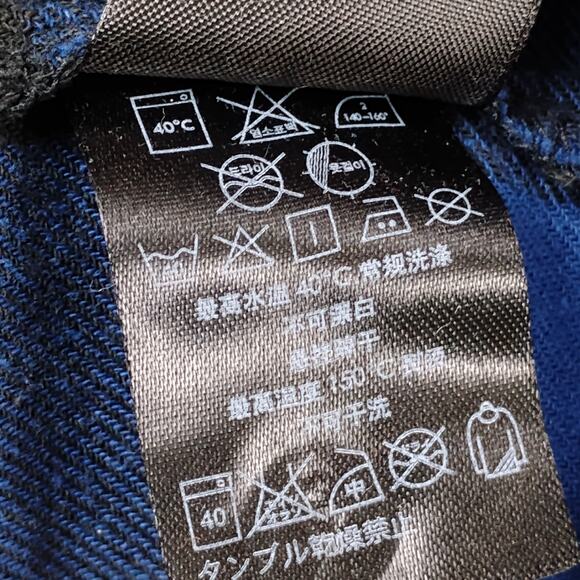 40°C
염소표백
2
140~160°
드라이
옷걸이
40
最高水温 40°C 常规洗涤
不可漂白
悬挂晾干
最高温度 150°C 熨烫
不可干洗
40
中
タンブル乾燥禁止